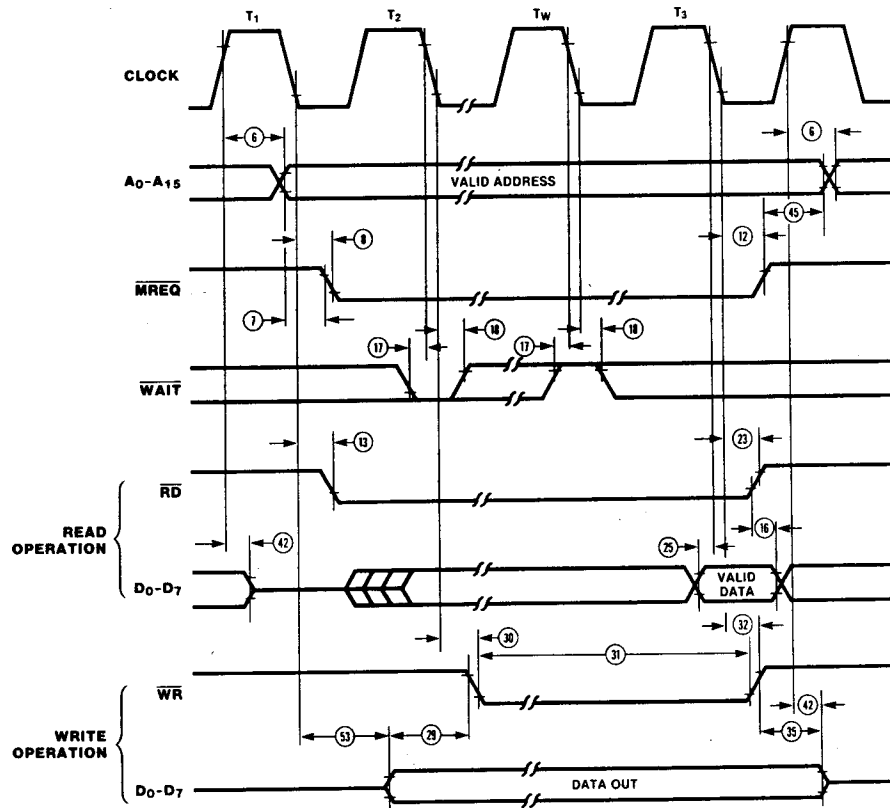 T1 T2 TW T3
CLOCK
6 6
A0-A15 VALID ADDRESS
45
8 12
MREQ
7
18 18
17 17
WAIT
13 23
RD
READ OPERATION
16
42 25
D0-D7 VALID DATA
32
30
31
WR
42
WRITE OPERATION
53 29 35
D0-D7 DATA OUT